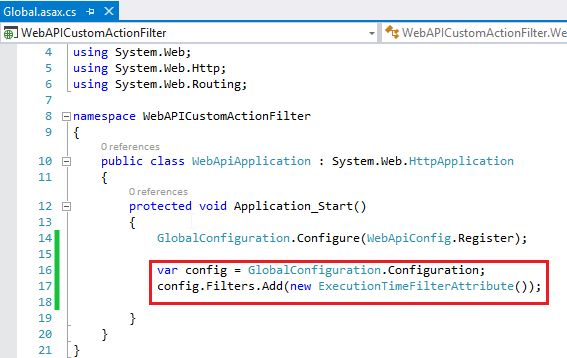 Global.asax.cs
WebAPICustomActionFilter WebAPICustomActionFilter.We
4 using System.Web;
5 using System.Web.Http;
6 using System.Web.Routing;
7
8 namespace WebAPICustomActionFilter
9 {
0 references
10 public class WebApiApplication : System.Web.HttpApplication
11 {
0 references
12 protected void Application_Start()
13 {
14 GlobalConfiguration.Configure(WebApiConfig.Register);
15
16 var config = GlobalConfiguration.Configuration;
17 config.Filters.Add(new ExecutionTimeFilterAttribute());
18
19 }
20 }
21 }